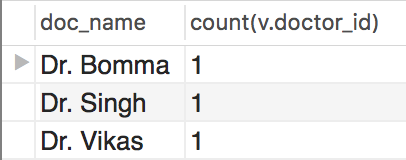 doc_name count(v.doctor_id)
Dr. Bomma 1
Dr. Singh 1
Dr. Vikas 1